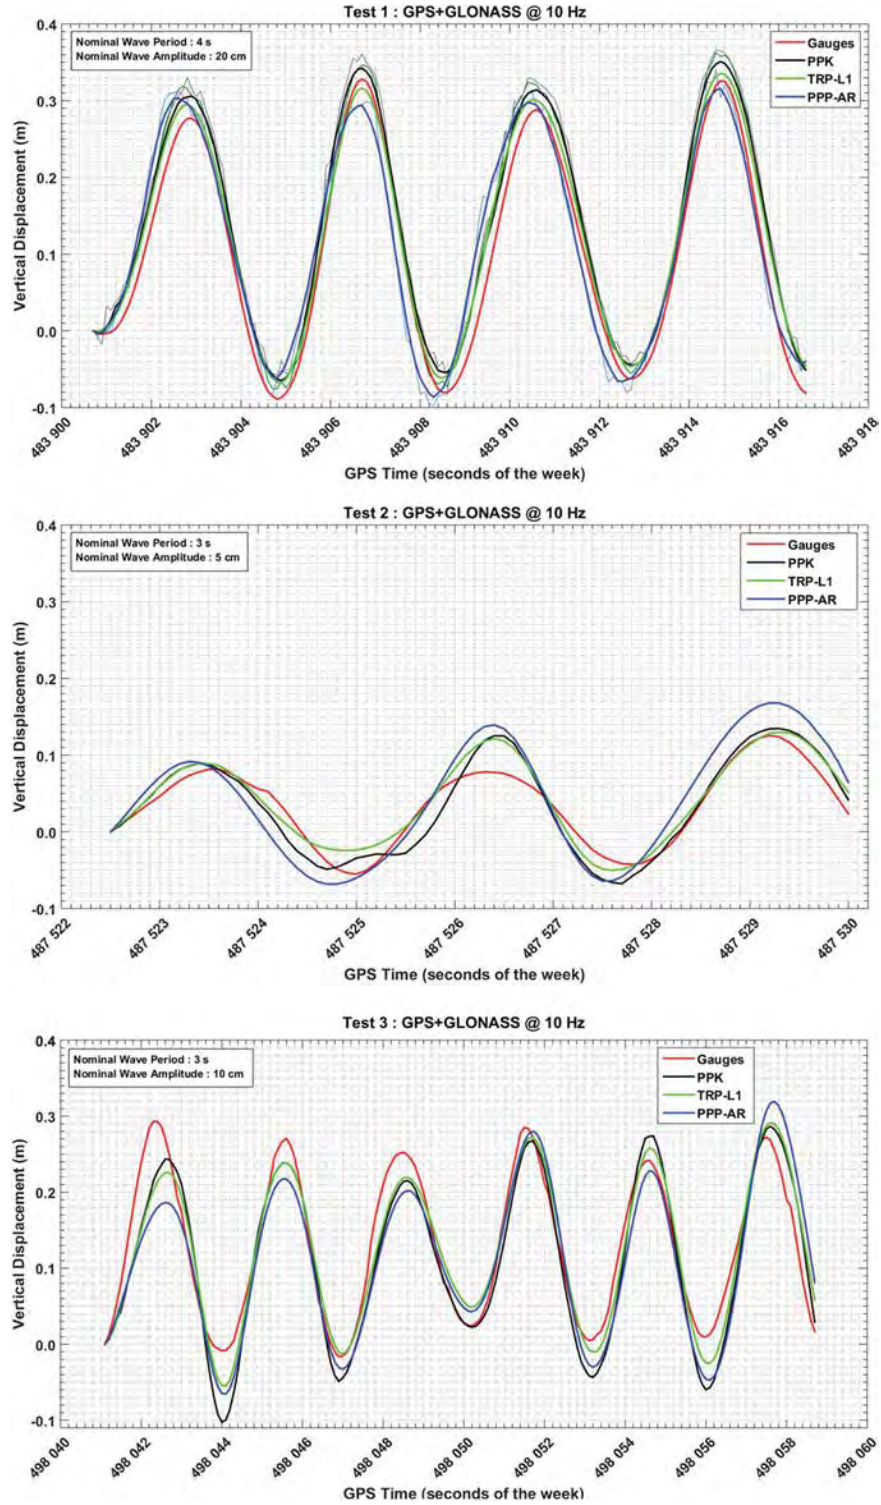 Test 1 : GPS+GLONASS @ 10 Hz
Nominal Wave Period : 4 s
Nominal Wave Amplitude : 20 cm
Gauges
PPK
TRP-L1
PPP-AR
Vertical Displacement (m)
0.4
0.3
0.2
0.1
0.0
-0.1
483 900
483 902
483 904
483 906
483 908
483 910
483 912
483 914
483 916
483 918
GPS Time (seconds of the week)
Test 2 : GPS+GLONASS @ 10 Hz
Nominal Wave Period : 3 s
Nominal Wave Amplitude : 5 cm
Gauges
PPK
TRP-L1
PPP-AR
Vertical Displacement (m)
0.4
0.3
0.2
0.1
0.0
-0.1
487 522
487 523
487 524
487 525
487 526
487 527
487 528
487 529
487 530
GPS Time (seconds of the week)
Test 3 : GPS+GLONASS @ 10 Hz
Nominal Wave Period : 3 s
Nominal Wave Amplitude : 10 cm
Gauges
PPK
TRP-L1
PPP-AR
Vertical Displacement (m)
0.4
0.3
0.2
0.1
0.0
-0.1
498 040
498 042
498 044
498 046
498 048
498 050
498 052
498 054
498 056
498 058
498 060
GPS Time (seconds of the week)